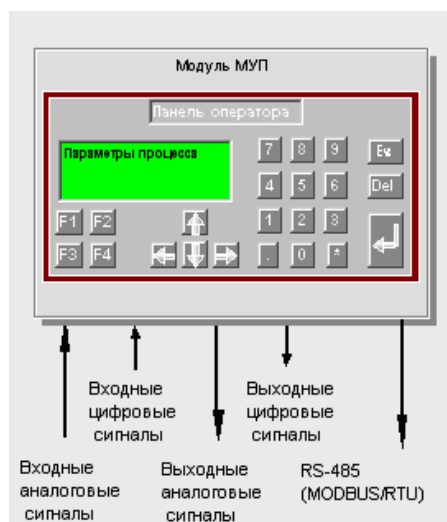 Модуль МУП
Панель оператора
Параметры процесса
7 8 9
4 5 6 Del
F1 F2 1 2 3
F3 F4 . 0 *
Входные
цифровые
сигналы
Выходные
цифровые
сигналы
Входные
аналоговые
сигналы
Выходные
аналоговые
сигналы
RS-485
(MODBUS/RTU)